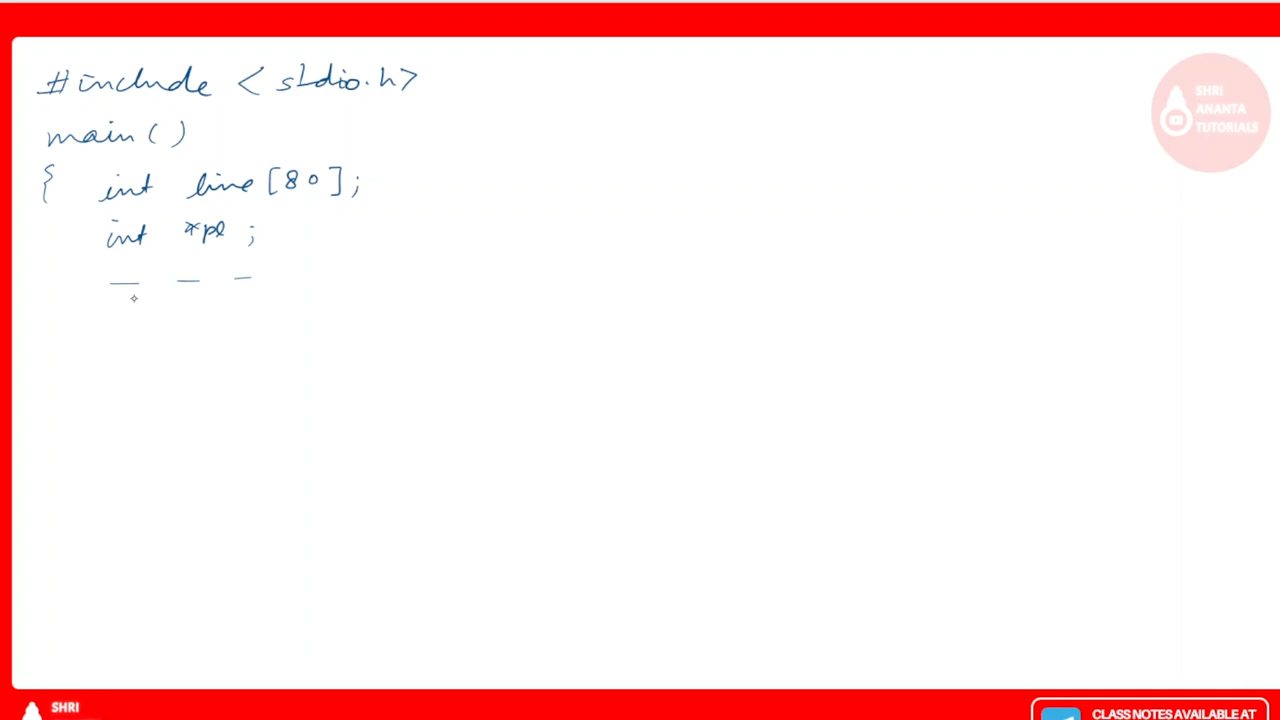 #include <stdio.h>
main()
{ int line[80];
int *pl;
— — —
SHRI
ANANTA
TUTORIALS
SHRI
CLASS NOTES AVAILABLE AT